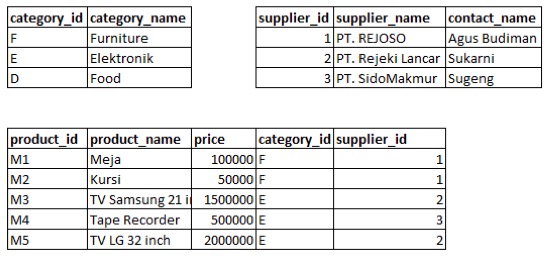 category_id category_name
F Furniture
E Elektronik
D Food
supplier_id supplier_name contact_name
1 PT. REJOSO Agus Budiman
2 PT. Rejeki Lancar Sukarni
3 PT. SidoMakmur Sugeng
product_id product_name price category_id supplier_id
M1 Meja 100000 F 1
M2 Kursi 50000 F 1
M3 TV Samsung 21 1500000 E 2
M4 Tape Recorder 500000 E 3
M5 TV LG 32 inch 2000000 E 2